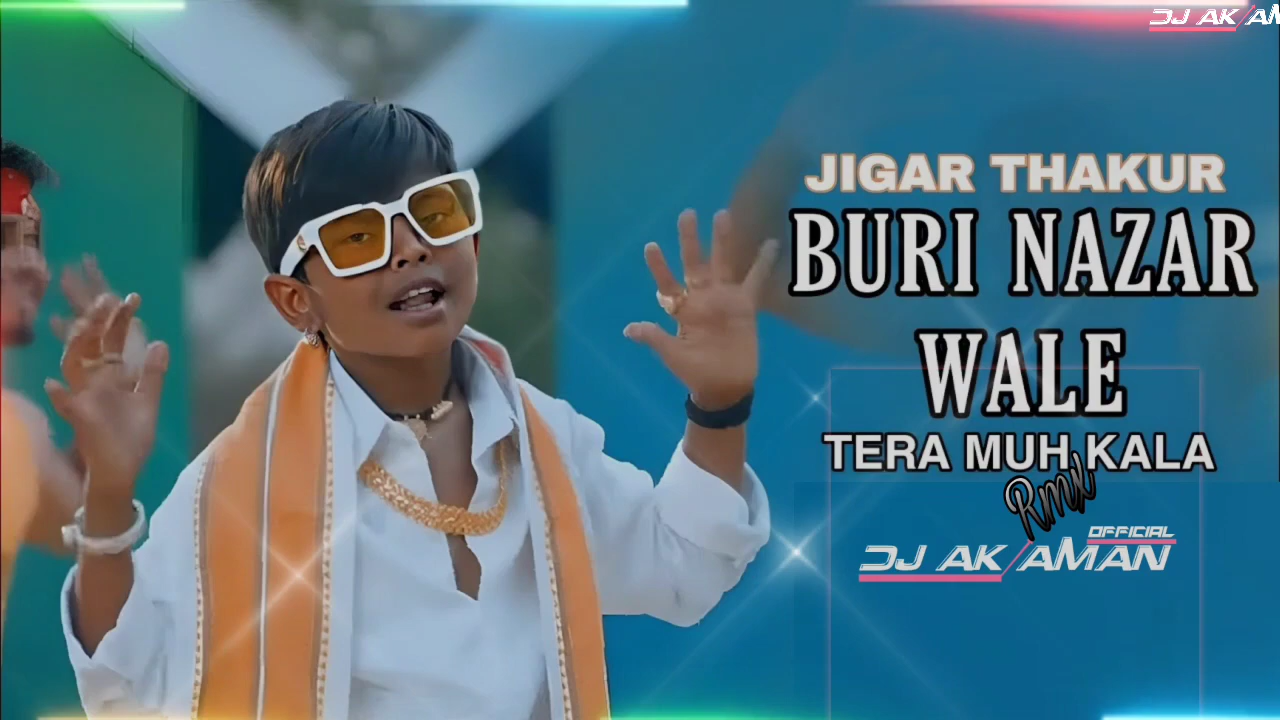 DJ AK/AMAN
JIGAR THAKUR
BURI NAZAR
WALE
TERA MUH KALA
Rmx
OFFICIAL
DJ AK/AMAN